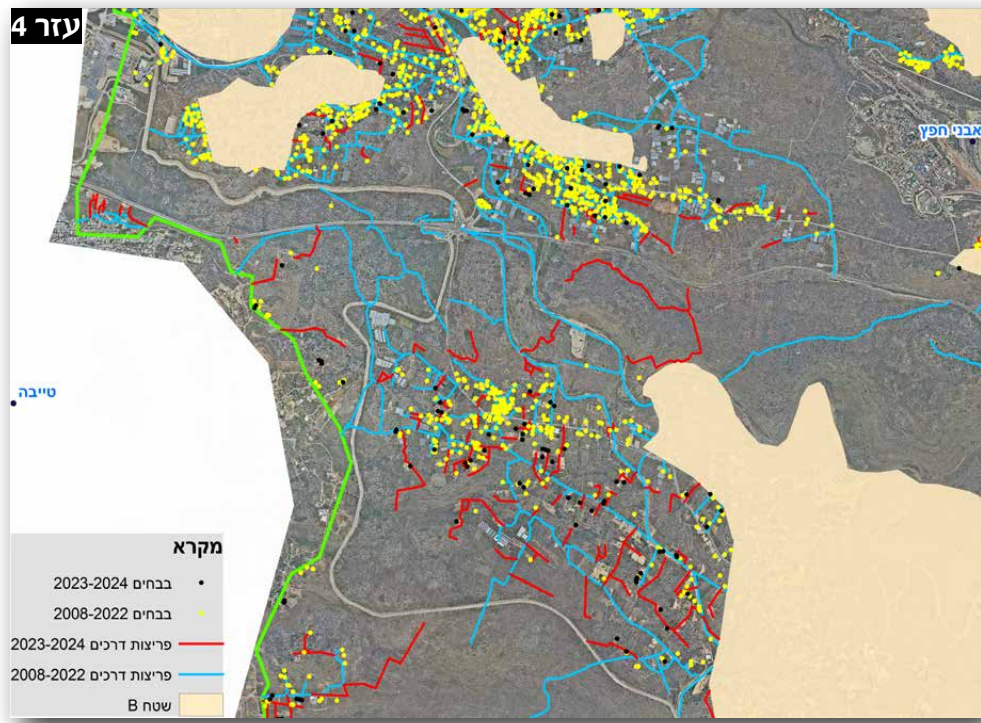 עזר 4
אבני חפץ
טייבה
מקרא
בבחים 2023-2024
בבחים 2008-2022
פריצות דרכים 2023-2024
פריצות דרכים 2008-2022
שטח B